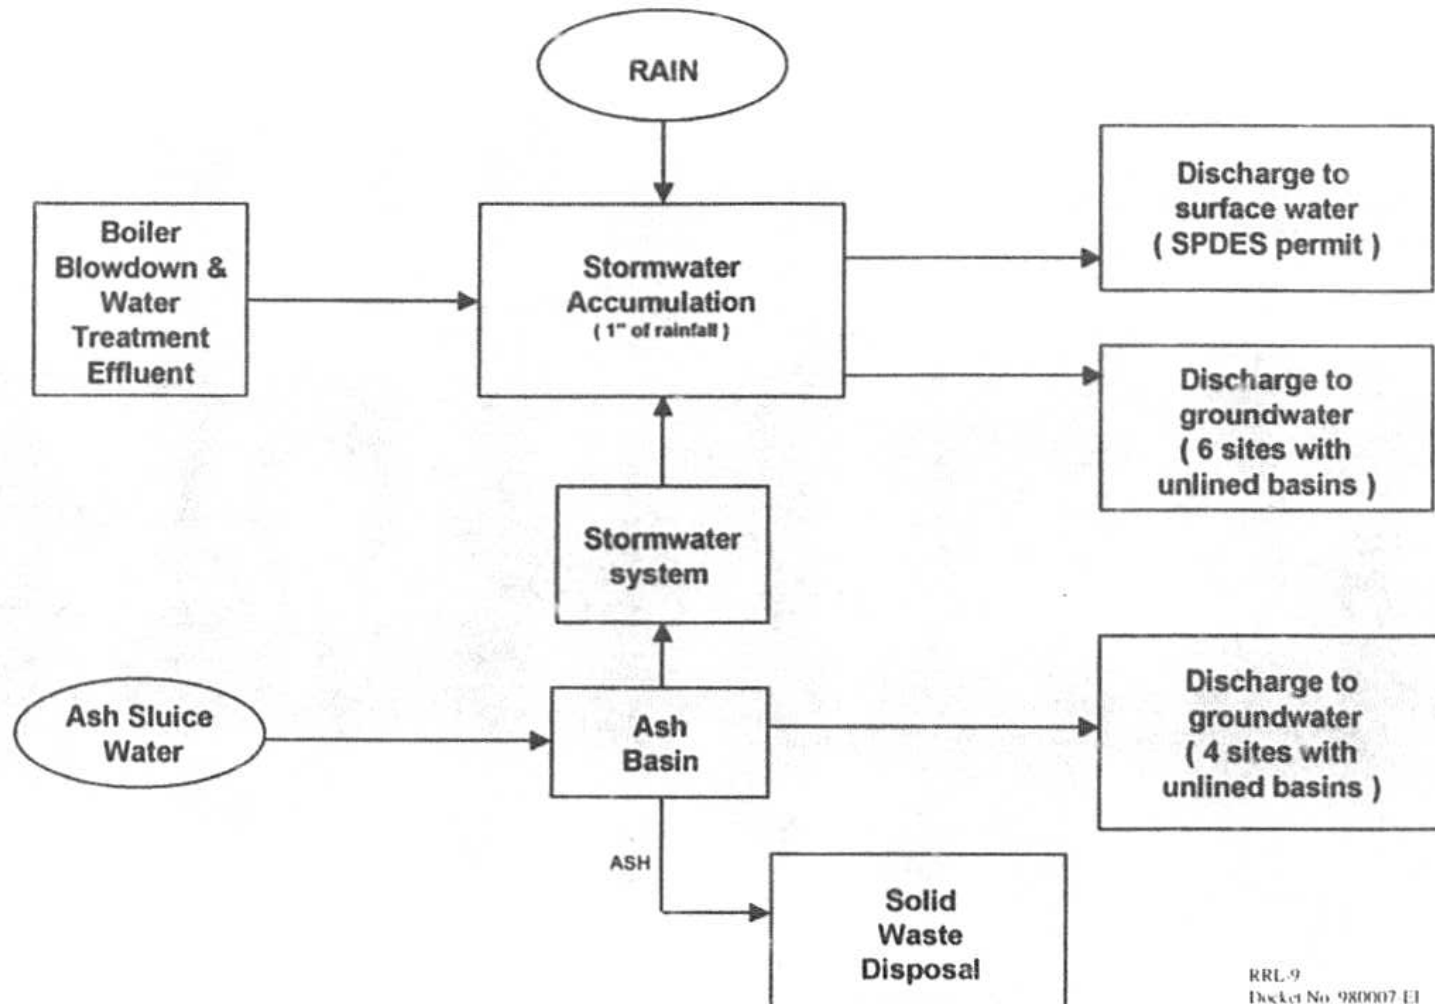 RAIN
Boiler
Blowdown &
Water
Treatment
Effluent
Stormwater
Accumulation
( 1" of rainfall )
Discharge to
surface water
( SPDES permit )
Discharge to
groundwater
( 6 sites with
unlined basins )
Stormwater
system
Ash Sluice
Water
Ash
Basin
Discharge to
groundwater
( 4 sites with
unlined basins )
ASH
Solid
Waste
Disposal
RRL-9
Docket No. 980007-EI